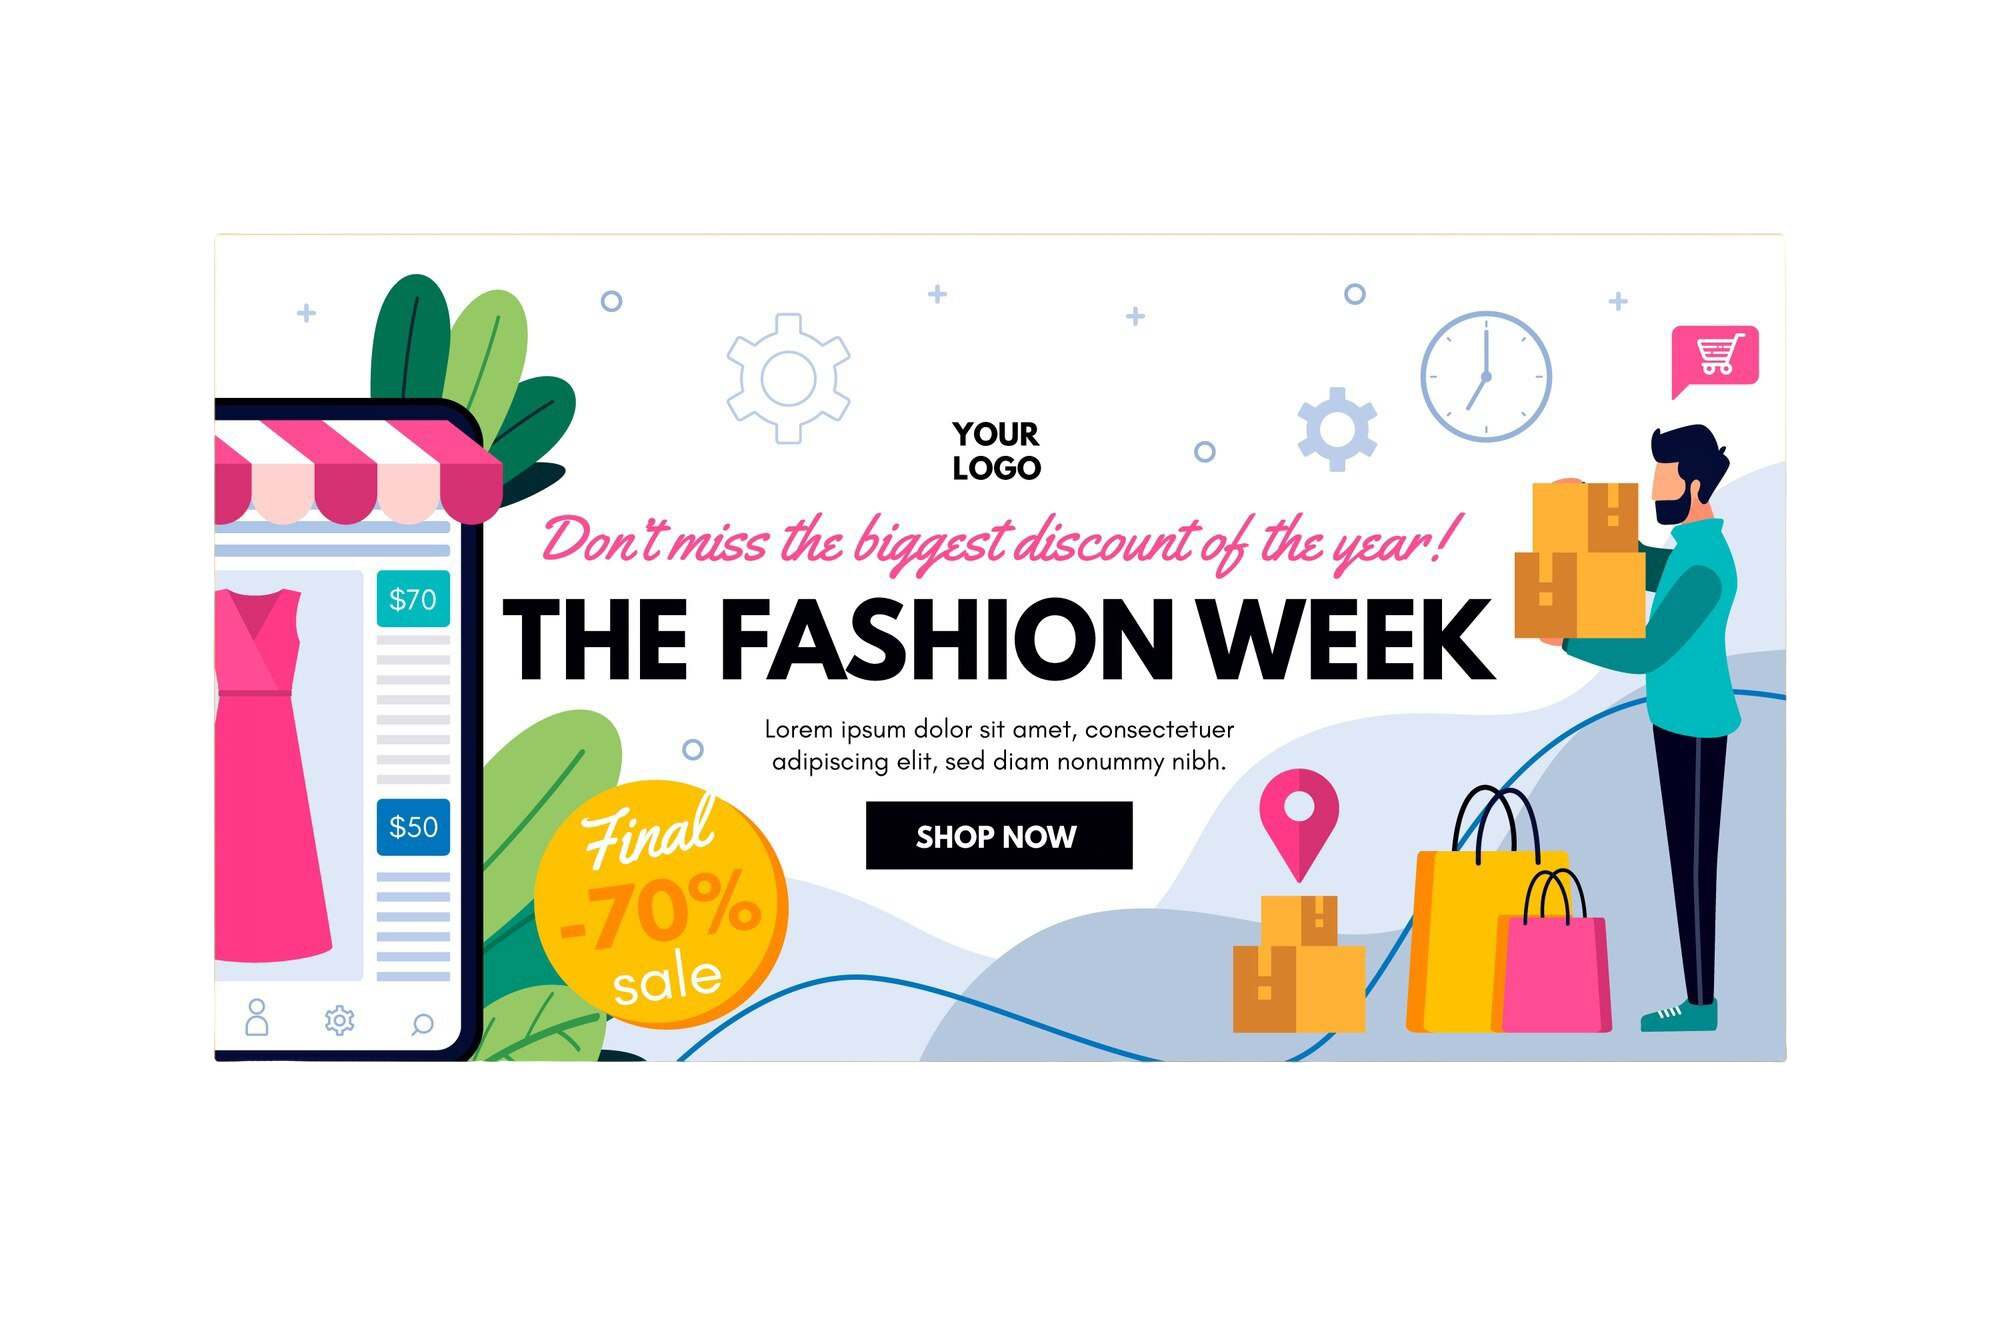 YOUR
LOGO
Don't miss the biggest discount of the year!
THE FASHION WEEK
$70
Lorem ipsum dolor sit amet, consectetuer
adipiscing elit, sed diam nonummy nibh.
$50
SHOP NOW
Final
-70%
sale